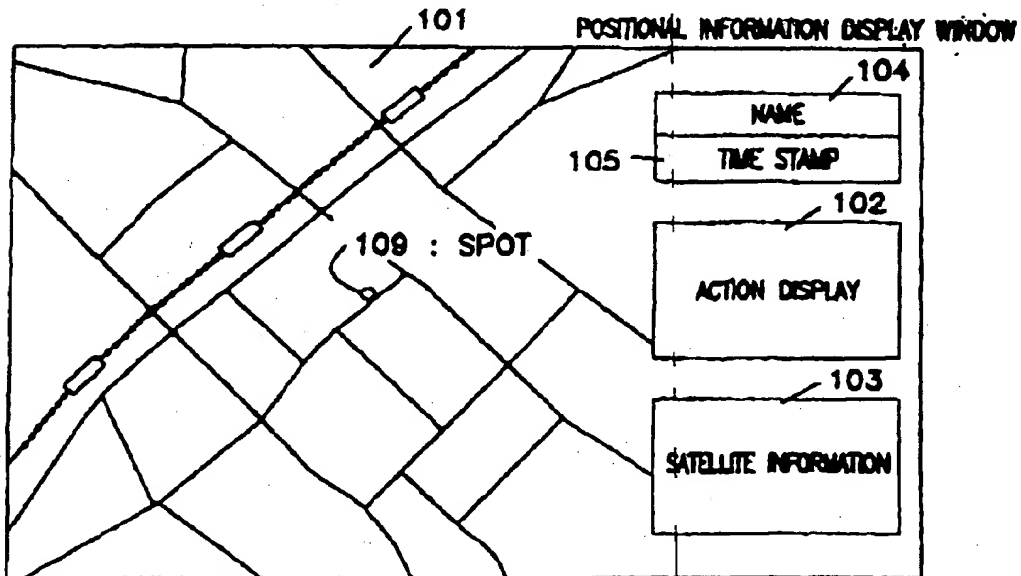 101
POSITIONAL INFORMATION DISPLAY WINDOW
104
NAME
105
TIME STAMP
102
109 : SPOT
ACTION DISPLAY
103
SATELLITE INFORMATION